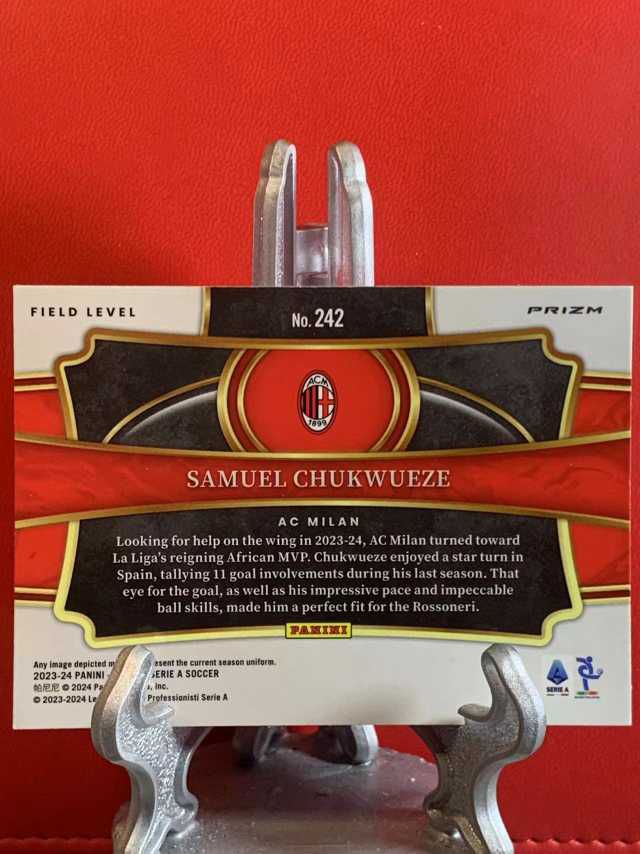 FIELD LEVEL
No. 242
PRIZM
ACM
1899
SAMUEL CHUKWUEZE
AC MILAN
Looking for help on the wing in 2023-24, AC Milan turned toward
La Liga's reigning African MVP. Chukwueze enjoyed a star turn in
Spain, tallying 11 goal involvements during his last season. That
eye for the goal, as well as his impressive pace and impeccable
ball skills, made him a perfect fit for the Rossoneri.
PANINI
Any image depicted the current season uniform.
2023-24 PANINI SERIE A SOCCER
帕尼尼 © 2024 Inc.
© 2023-2024 Professionisti Serie A
SERIE A